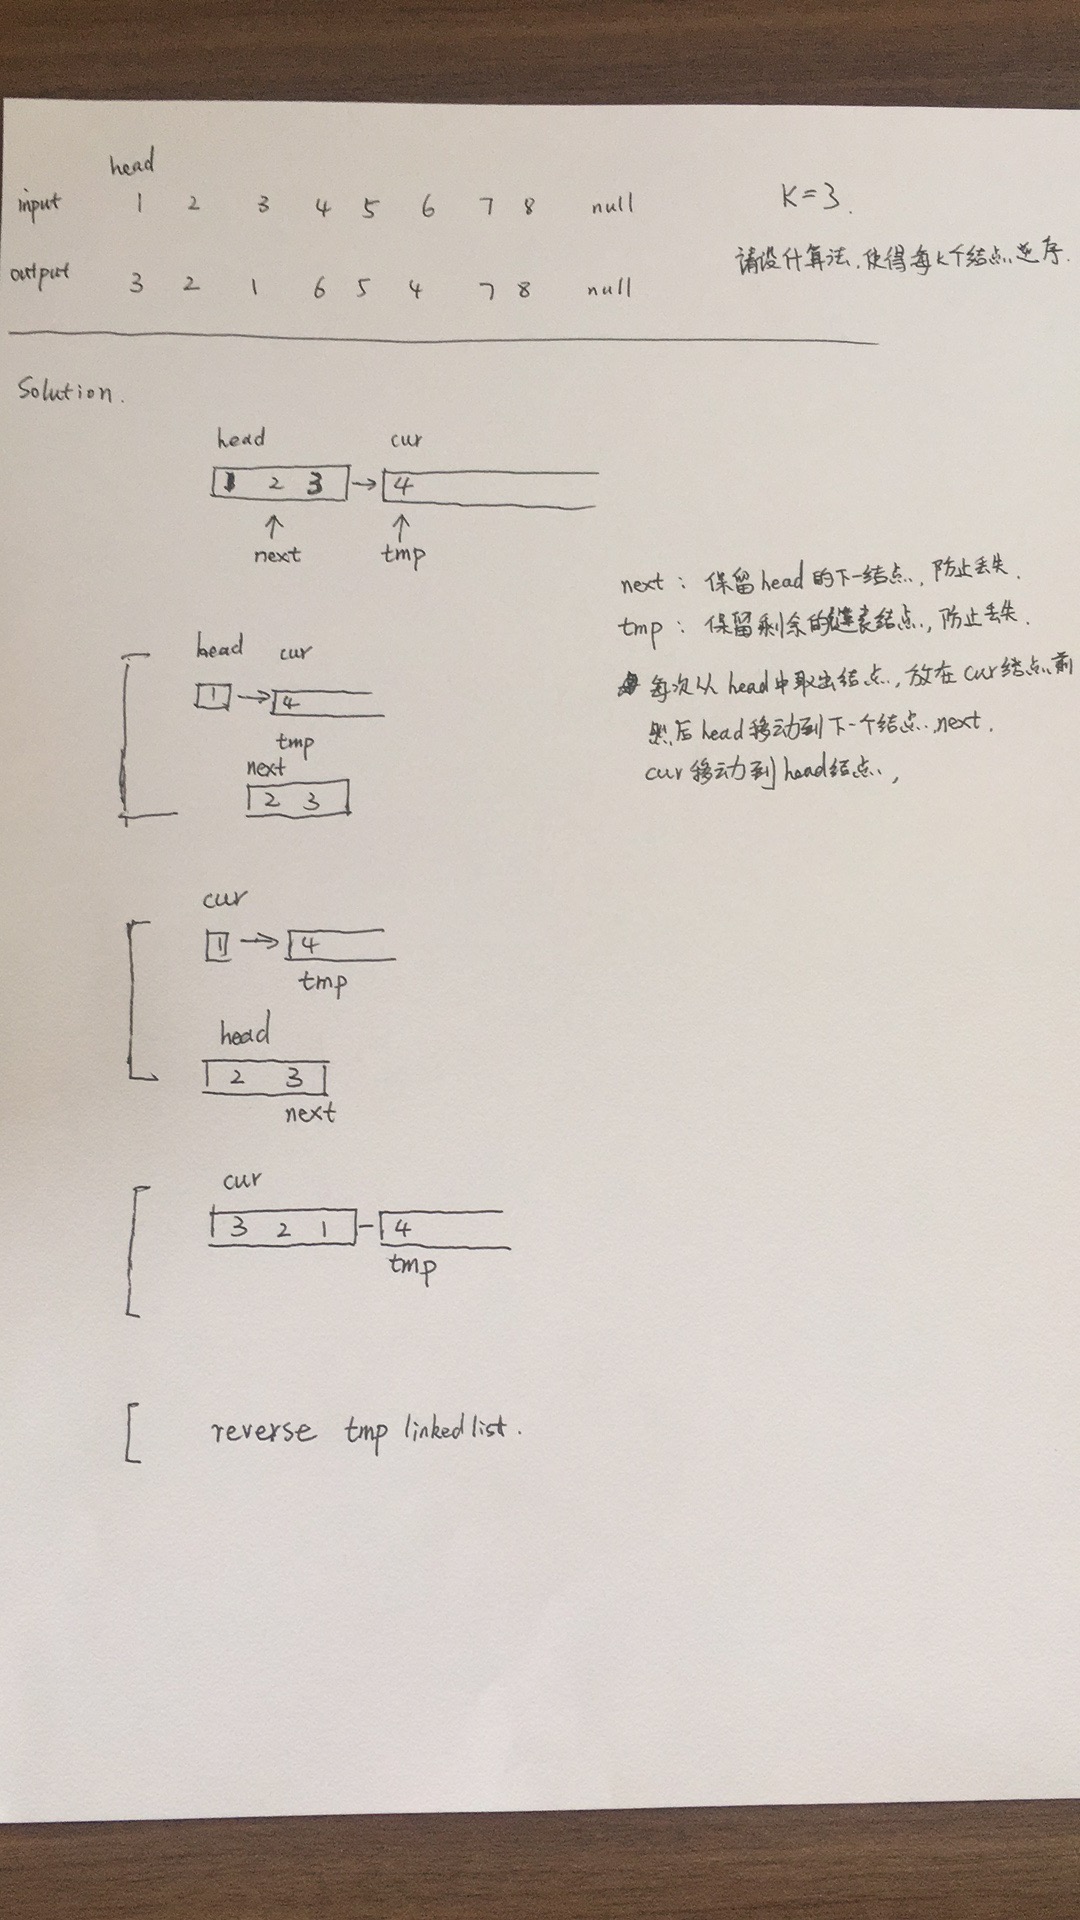 head
input 1 2 3 4 5 6 7 8 null K=3.
请设计算法,使得每k个结点逆序.
output 3 2 1 6 5 4 7 8 null
Solution.
head cur
1 2 3 → 4
↑ ↑
next tmp
next: 保留head的下一结点,防止丢失.
tmp: 保留剩余的链表结点,防止丢失.
每次从head中取出结点,放在cur结点前
然后head移动到下一个结点next.
cur移动到head结点,
head cur
1 → 4
tmp
next
2 3
cur
1 → 4
tmp
head
2 3
next
cur
3 2 1 - 4
tmp
reverse tmp linked list.